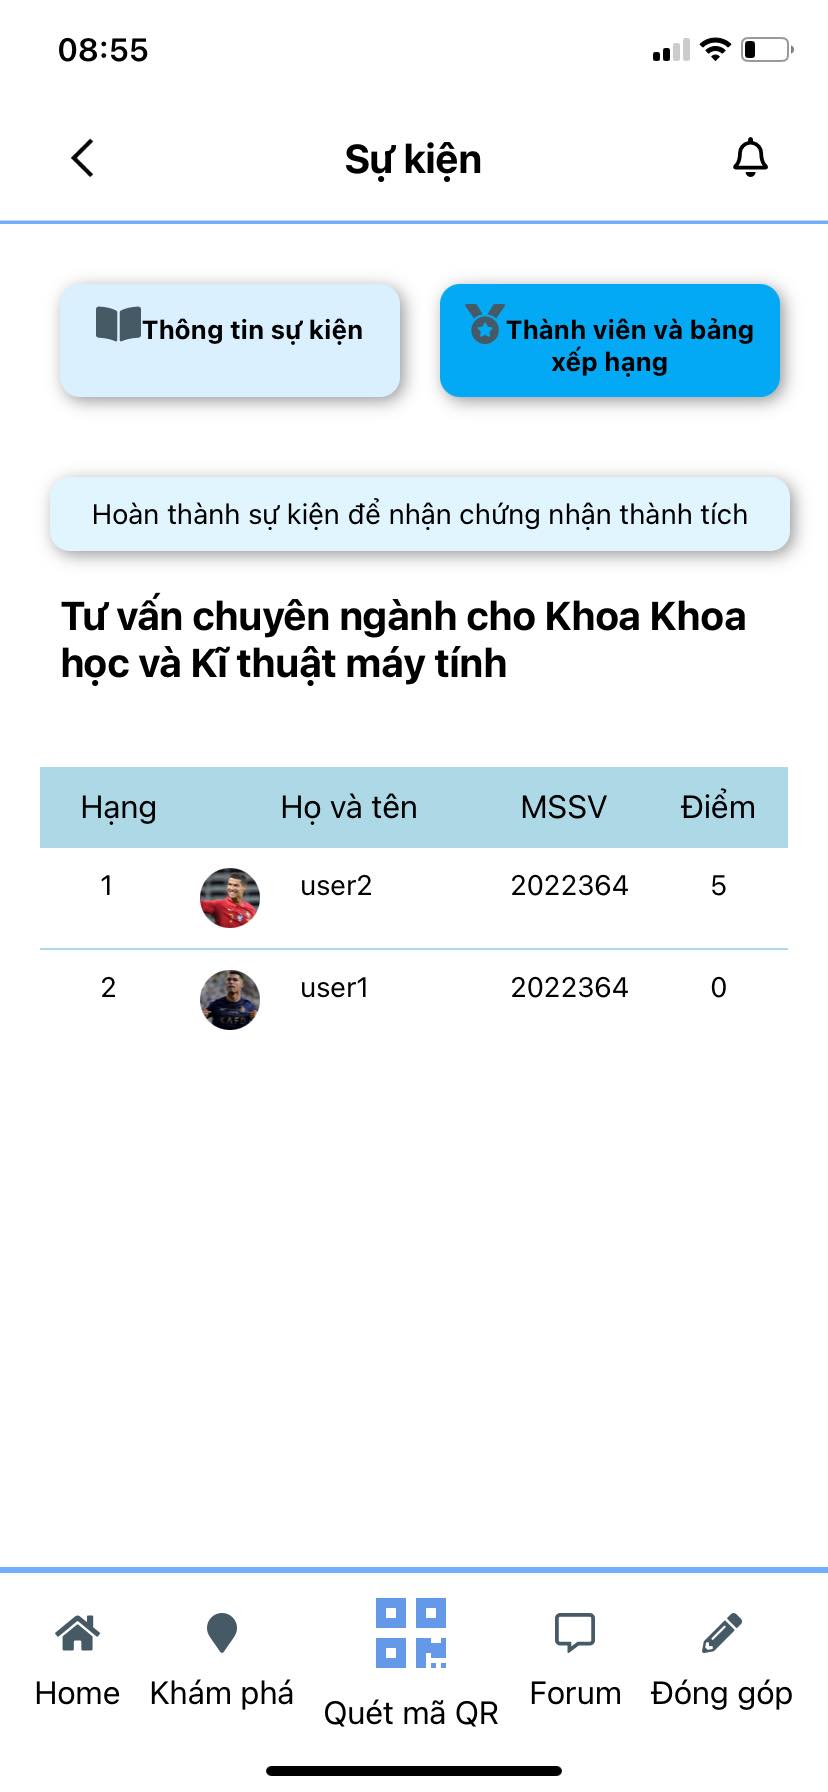 08:55
Sự kiện
Thông tin sự kiện
Thành viên và bảng
xếp hạng
Hoàn thành sự kiện để nhận chứng nhận thành tích
Tư vấn chuyên ngành cho Khoa Khoa
học và Kĩ thuật máy tính
Hạng Họ và tên MSSV Điểm
1 user2 2022364 5
2 user1 2022364 0
Home Khám phá Quét mã QR Forum Đóng góp